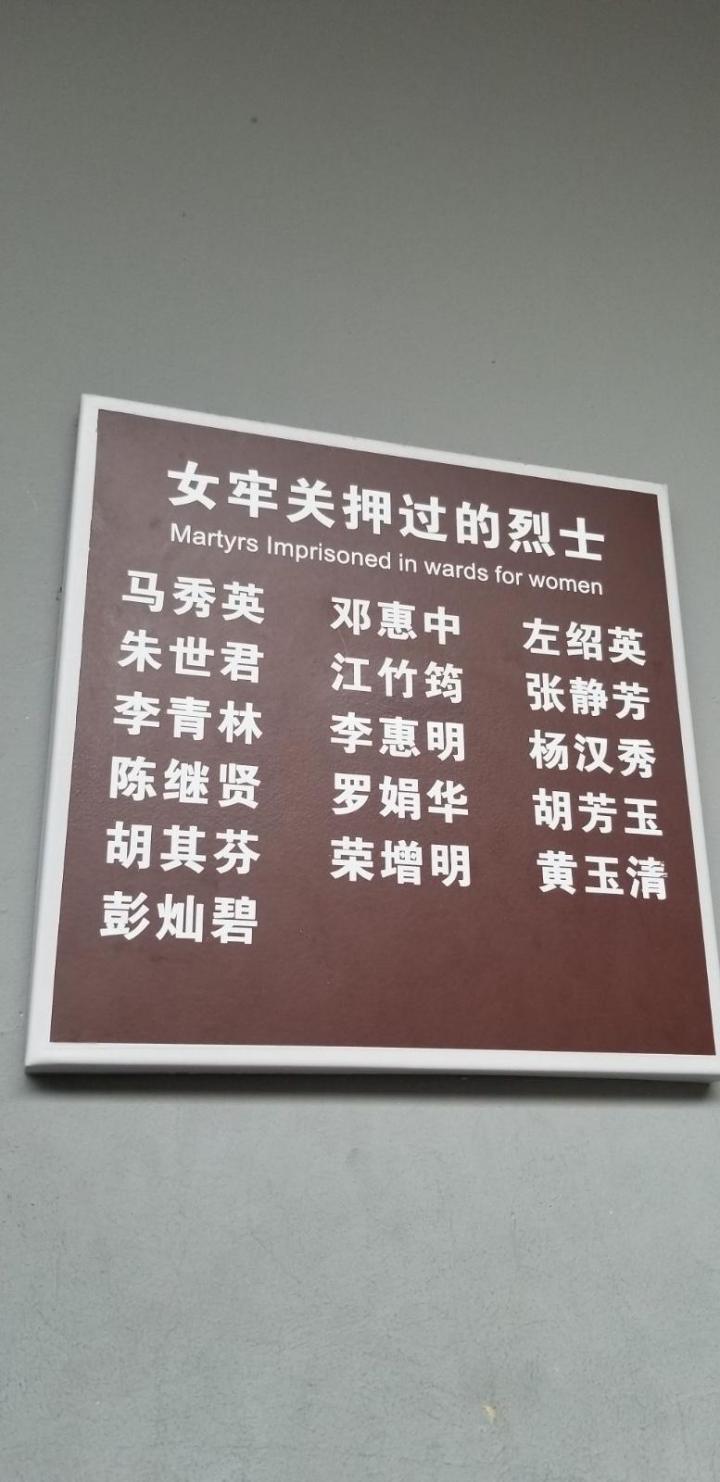 女牢关押过的烈士
Martyrs Imprisoned in wards for women
马秀英 邓惠中 左绍英
朱世君 江竹筠 张静芳
李青林 李惠明 杨汉秀
陈继贤 罗娟华 胡芳玉
胡其芬 荣增明 黄玉清
彭灿碧